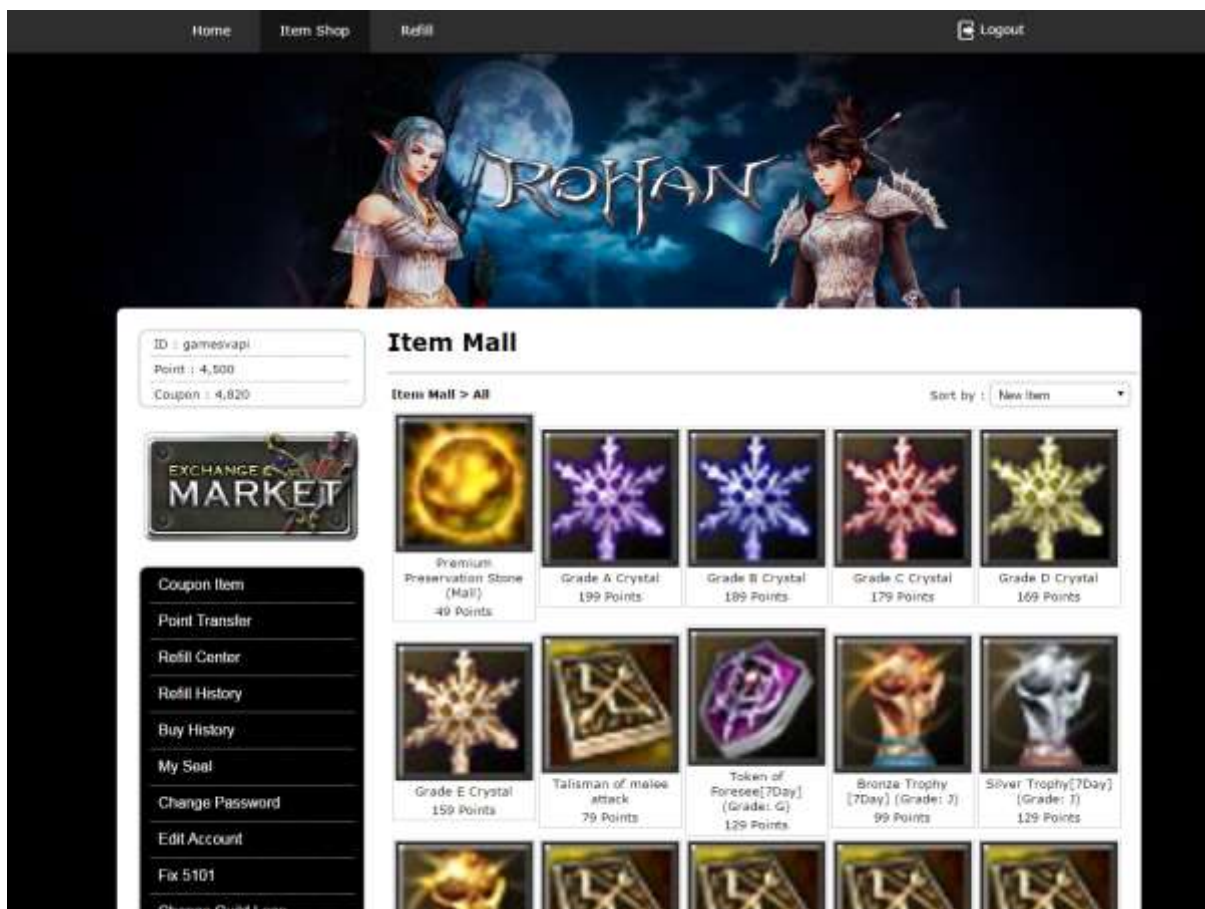 Home
Item Shop
Refill
Logout
ROHAN
ID : gamesvapi
Point : 4,500
Coupon : 4,820
Item Mall
Item Mall > All
Sort by :
New Item
EXCHANGE
MARKET
Coupon Item
Point Transfer
Refill Center
Refill History
Buy History
My Seal
Change Password
Edit Account
Fix 5101
Premium
Preservation Stone
(Mall)
49 Points
Grade A Crystal
199 Points
Grade B Crystal
189 Points
Grade C Crystal
179 Points
Grade D Crystal
169 Points
Grade E Crystal
159 Points
Talisman of melee
attack
79 Points
Token of
Foresee[7Day]
(Grade: G)
129 Points
Bronze Trophy
[7Day] (Grade: J)
99 Points
Silver Trophy[7Day]
(Grade: J)
129 Points